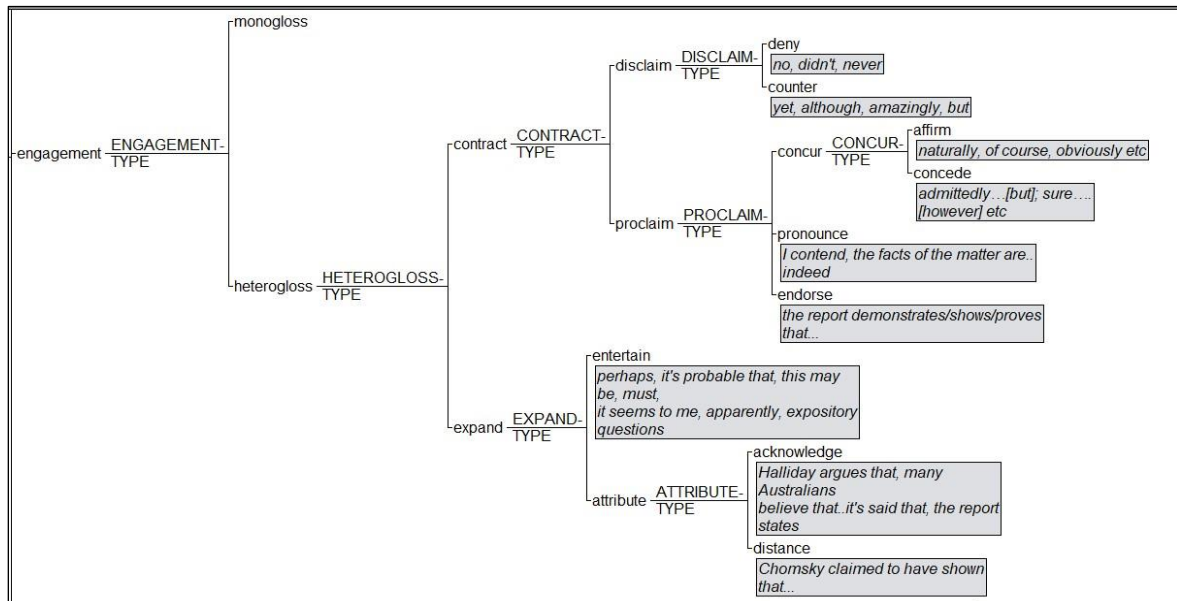 monogloss
engagement
ENGAGEMENT-
TYPE
heterogloss
HETEROGLOSS-
TYPE
contract
CONTRACT-
TYPE
disclaim
DISCLAIM-
TYPE
deny
no, didn't, never
counter
yet, although, amazingly, but
proclaim
PROCLAIM-
TYPE
concur
CONCUR-
TYPE
affirm
naturally, of course, obviously etc
concede
admittedly…[but]; sure….
[however] etc
pronounce
I contend, the facts of the matter are..
indeed
endorse
the report demonstrates/shows/proves
that...
expand
EXPAND-
TYPE
entertain
perhaps, it's probable that, this may
be, must,
it seems to me, apparently, expository
questions
attribute
ATTRIBUTE-
TYPE
acknowledge
Halliday argues that, many
Australians
believe that..it's said that, the report
states
distance
Chomsky claimed to have shown
that...